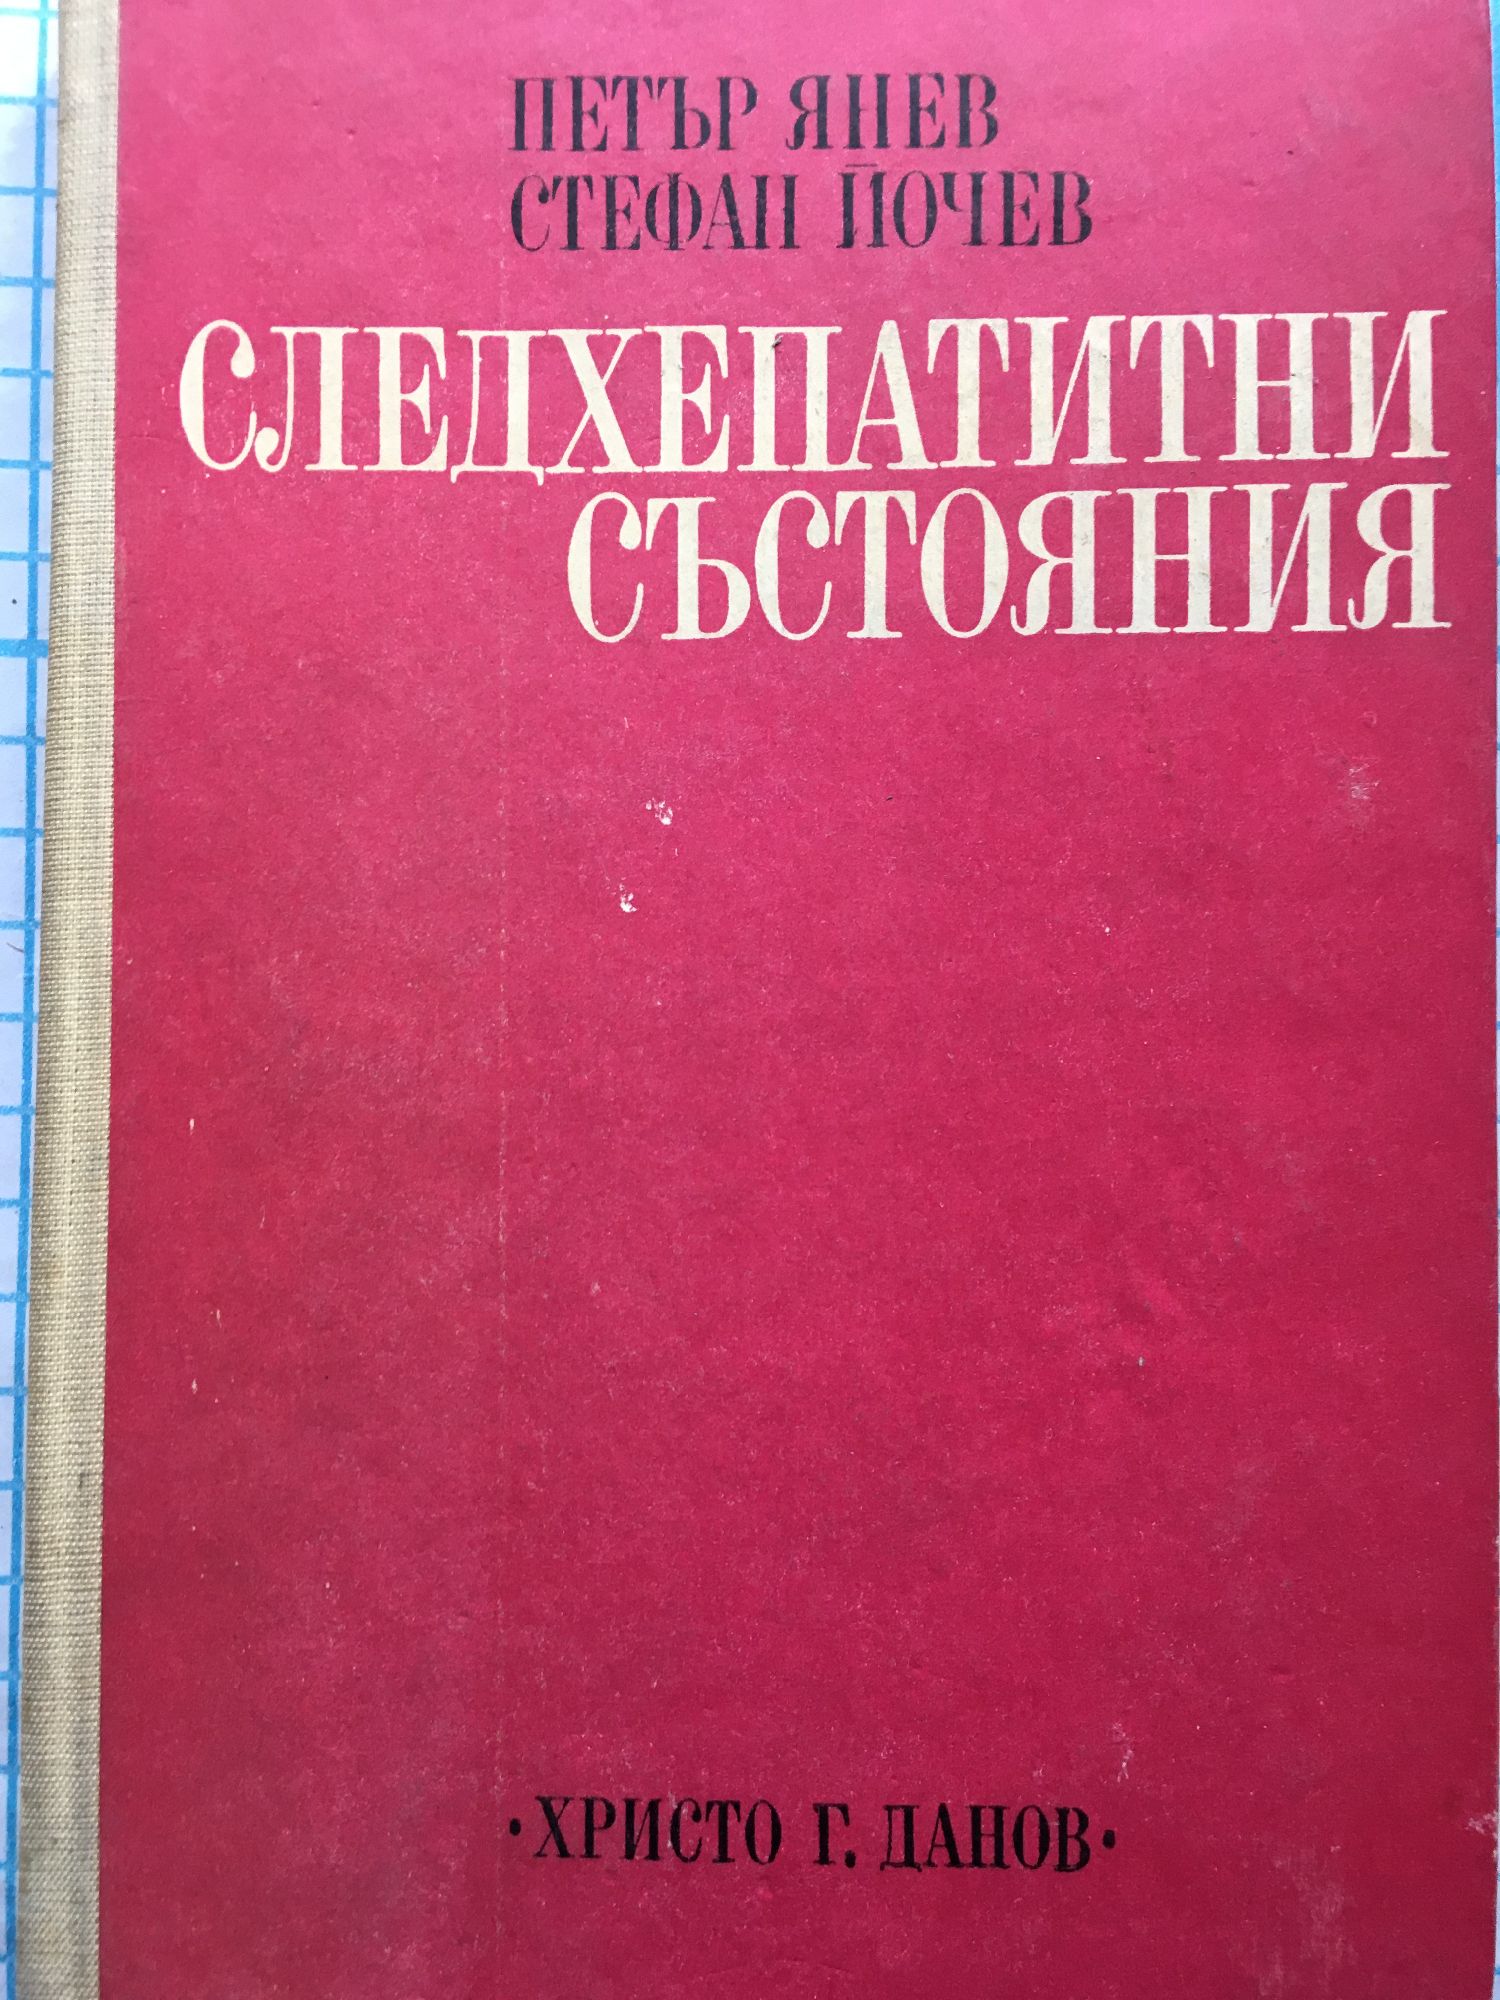 ПЕТЪР ЯНЕВ
СТЕФАН ЙОЧЕВ
СЛЕДХЕПАТИТНИ
СЪСТОЯНИЯ
·ХРИСТО Г. ДАНОВ·